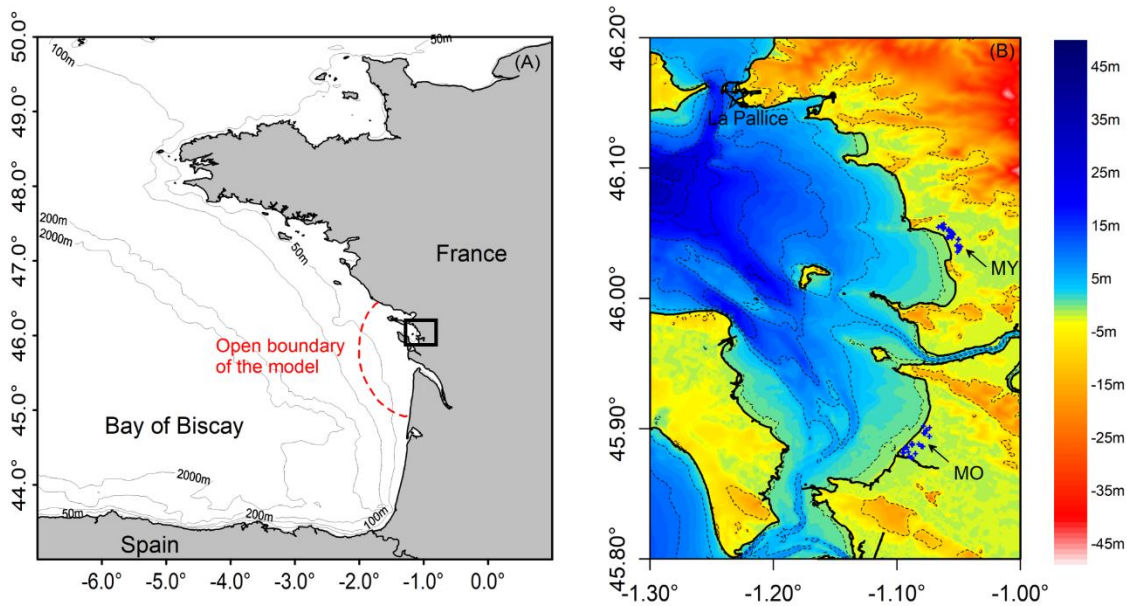 50.0°
49.0°
48.0°
47.0°
46.0°
45.0°
44.0°
100m
50m
(A)
200m
2000m
50m
France
Open boundary
of the model
Bay of Biscay
2000m
50m
200m
100m
Spain
-6.0°
-5.0°
-4.0°
-3.0°
-2.0°
-1.0°
0.0°
46.20°
46.10°
46.00°
45.90°
45.80°
(B)
La Pallice
MY
MO
-1.30°
-1.20°
-1.10°
-1.00°
45m
35m
25m
15m
5m
-5m
-15m
-25m
-35m
-45m